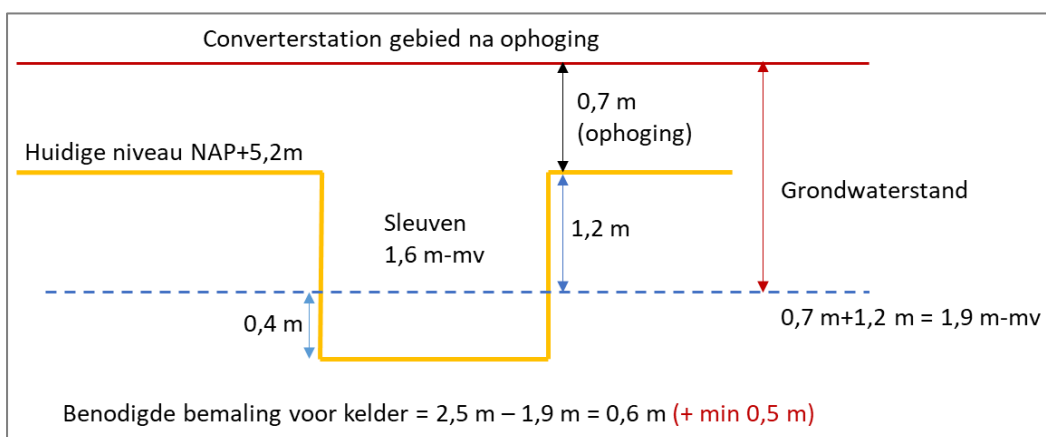 Converterstation gebied na ophoging
0,7 m
(ophoging)
Huidige niveau NAP+5,2m
Grondwaterstand
Sleuven
1,6 m-mv
1,2 m
0,4 m
0,7 m+1,2 m = 1,9 m-mv
Benodigde bemaling voor kelder = 2,5 m – 1,9 m = 0,6 m (+ min 0,5 m)